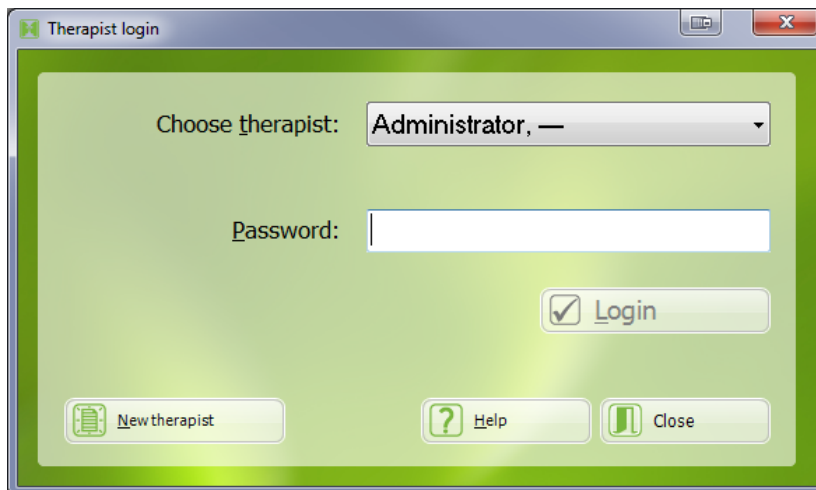 Therapist login
Choose therapist: Administrator, —
Password:
Login
New therapist Help Close